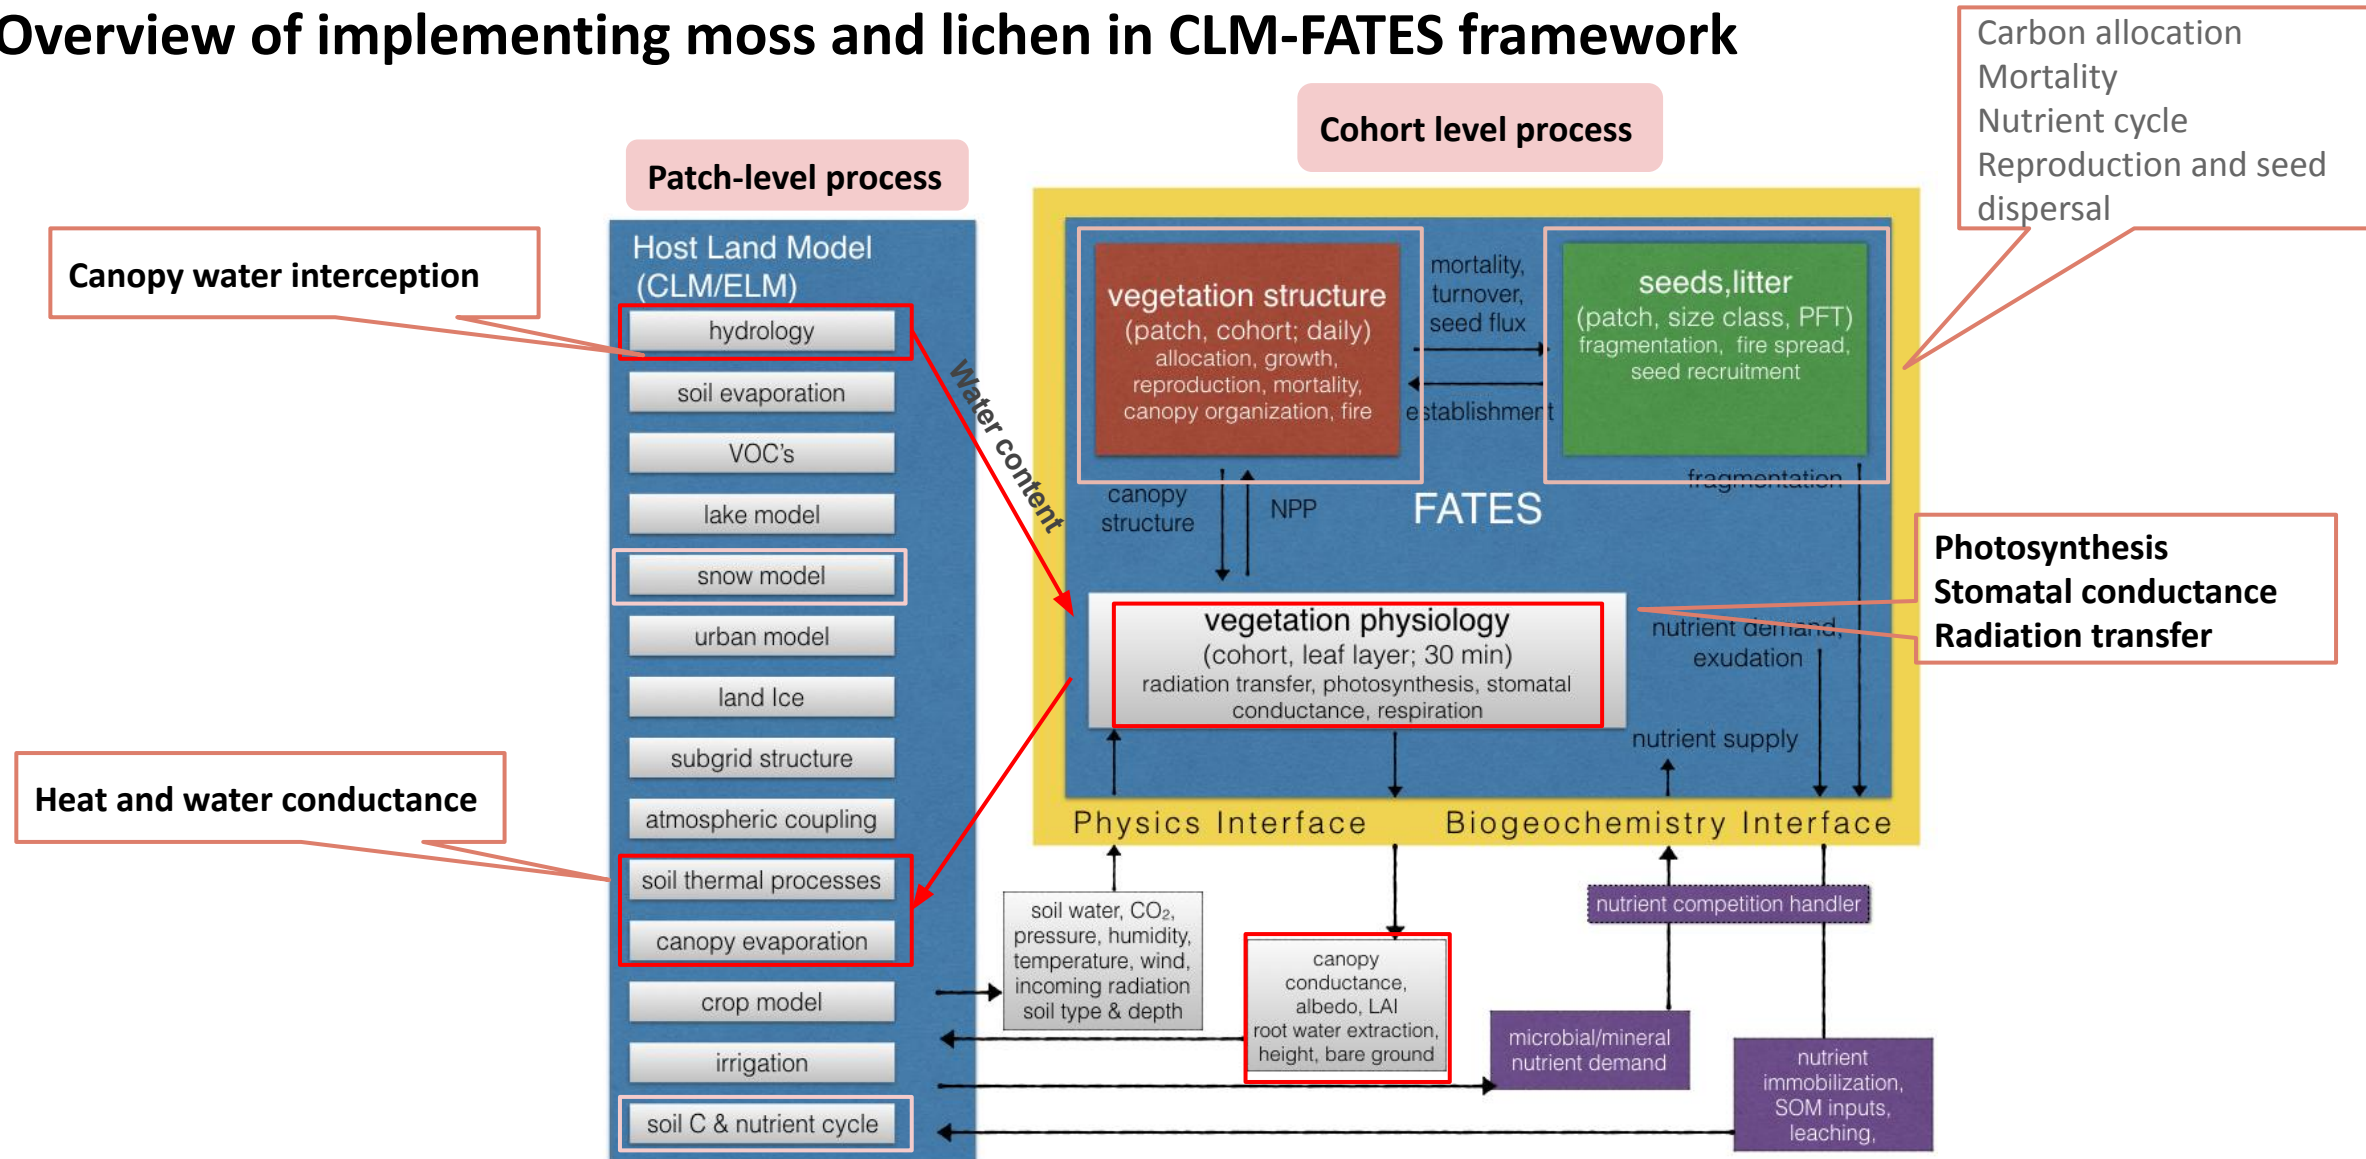 Overview of implementing moss and lichen in CLM-FATES framework
Carbon allocation
Mortality
Nutrient cycle
Reproduction and seed
dispersal
Cohort level process
Patch-level process
Canopy water interception
Host Land Model
(CLM/ELM)
hydrology
soil evaporation
VOC's
lake model
snow model
urban model
land Ice
subgrid structure
atmospheric coupling
soil thermal processes
canopy evaporation
crop model
irrigation
soil C & nutrient cycle
Heat and water conductance
Water content
vegetation structure
(patch, cohort; daily)
allocation, growth,
reproduction, mortality,
canopy organization, fire
mortality,
turnover,
seed flux
establishment
seeds,litter
(patch, size class, PFT)
fragmentation, fire spread,
seed recruitment
fragmentation
canopy
structure
NPP
FATES
Photosynthesis
Stomatal conductance
Radiation transfer
vegetation physiology
(cohort, leaf layer; 30 min)
radiation transfer, photosynthesis, stomatal
conductance, respiration
nutrient demand,
exudation
nutrient supply
Physics Interface
Biogeochemistry Interface
soil water, CO₂,
pressure, humidity,
temperature, wind,
incoming radiation
soil type & depth
canopy
conductance,
albedo, LAI
root water extraction,
height, bare ground
nutrient competition handler
microbial/mineral
nutrient demand
nutrient
immobilization,
SOM inputs,
leaching,